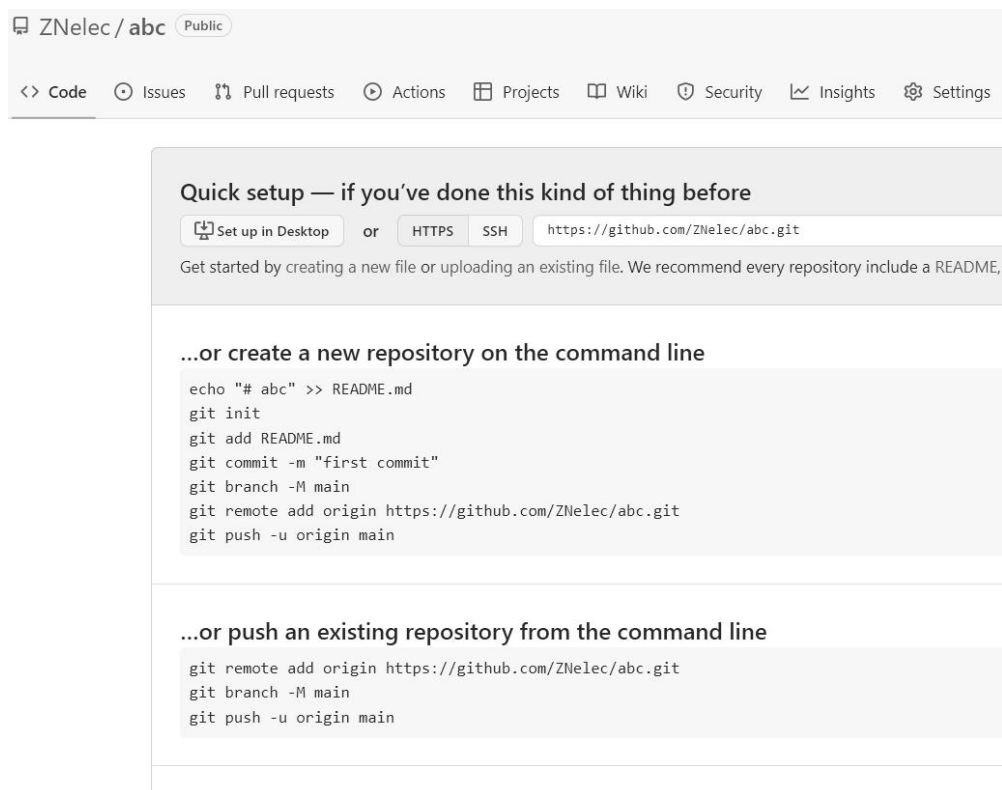 ZNelec / abc Public
Code Issues Pull requests Actions Projects Wiki Security Insights Settings
Quick setup — if you’ve done this kind of thing before
Set up in Desktop or HTTPS SSH https://github.com/ZNelec/abc.git
Get started by creating a new file or uploading an existing file. We recommend every repository include a README,
…or create a new repository on the command line
echo "# abc" >> README.md
git init
git add README.md
git commit -m "first commit"
git branch -M main
git remote add origin https://github.com/ZNelec/abc.git
git push -u origin main
…or push an existing repository from the command line
git remote add origin https://github.com/ZNelec/abc.git
git branch -M main
git push -u origin main